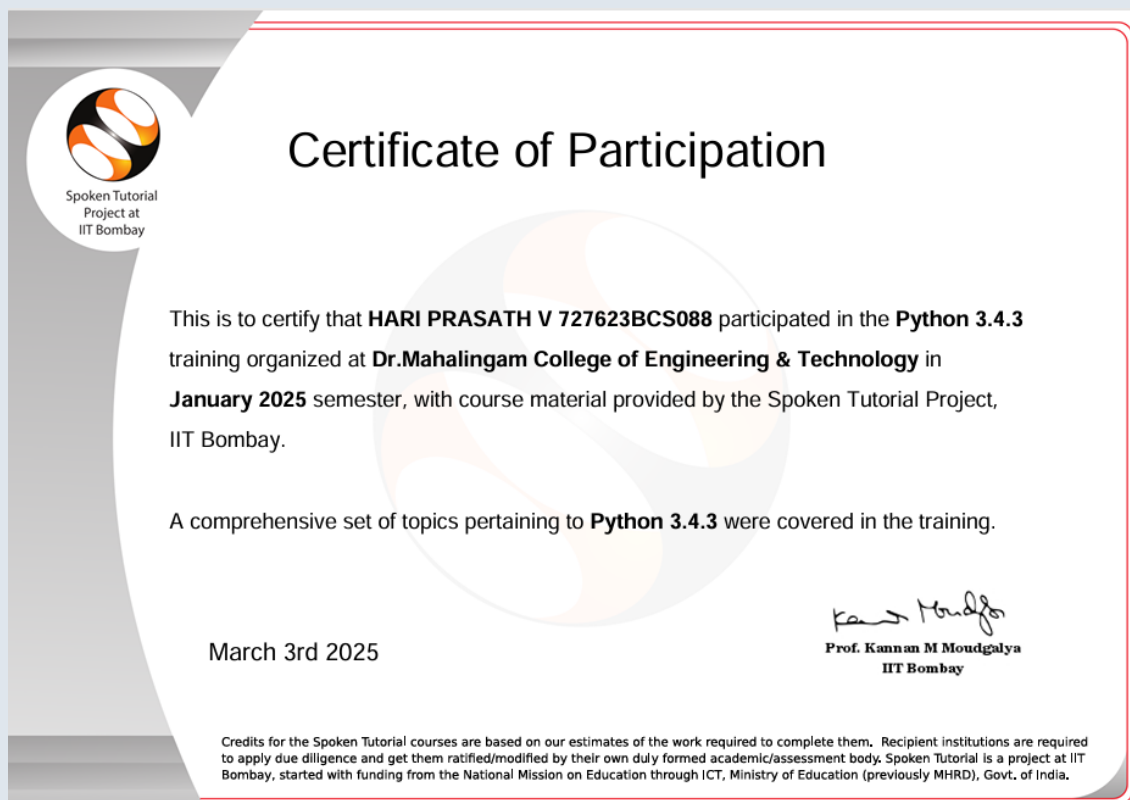 Spoken Tutorial
Project at
IIT Bombay
Certificate of Participation
This is to certify that HARI PRASATH V 727623BCS088 participated in the Python 3.4.3
training organized at Dr.Mahalingam College of Engineering & Technology in
January 2025 semester, with course material provided by the Spoken Tutorial Project,
IIT Bombay.
A comprehensive set of topics pertaining to Python 3.4.3 were covered in the training.
March 3rd 2025
Prof. Kannan M Moudgalya
IIT Bombay
Credits for the Spoken Tutorial courses are based on our estimates of the work required to complete them. Recipient institutions are required
to apply due diligence and get them ratified/modified by their own duly formed academic/assessment body. Spoken Tutorial is a project at IIT
Bombay, started with funding from the National Mission on Education through ICT, Ministry of Education (previously MHRD), Govt. of India.